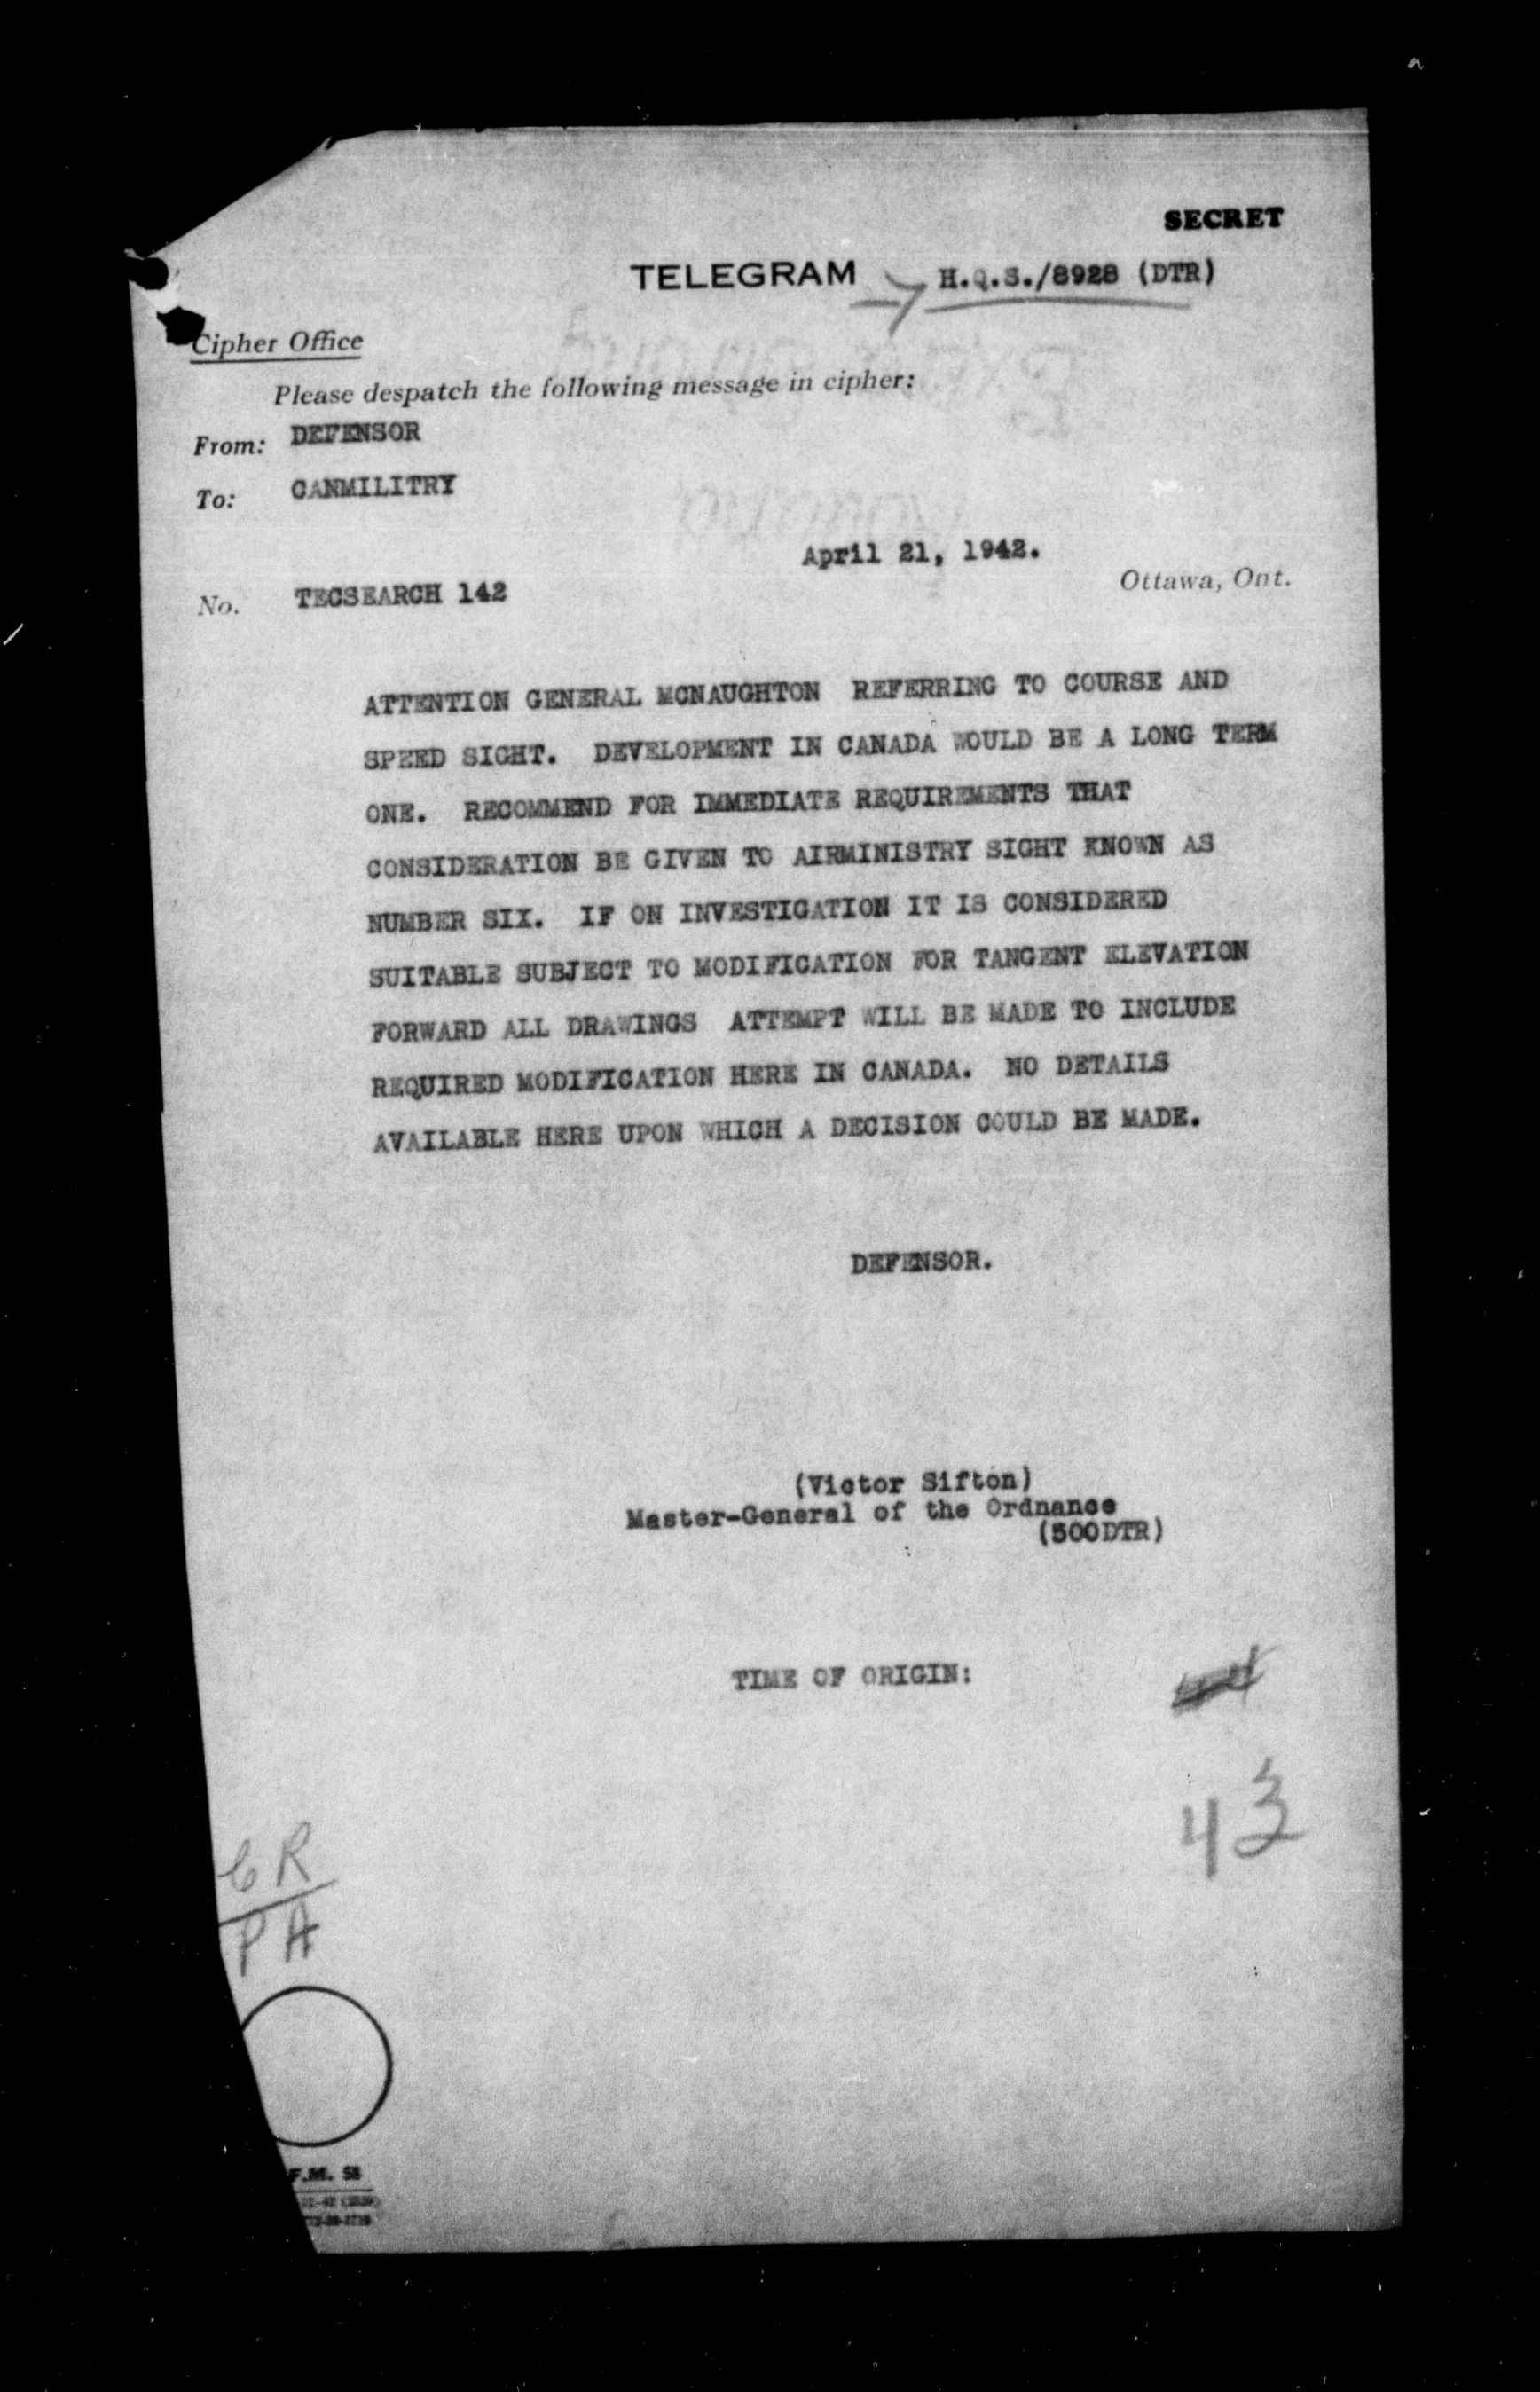 SECRET
TELEGRAM H.Q.S./8928 (DTR)
Cipher Office
Please despatch the following message in cipher:
From: DEFENSOR
To: CANMILITRY
April 21, 1942.
Ottawa, Ont.
No. TECSEARCH 142
ATTENTION GENERAL MCNAUGHTON REFERRING TO COURSE AND
SPEED SIGHT. DEVELOPMENT IN CANADA WOULD BE A LONG TERM
ONE. RECOMMEND FOR IMMEDIATE REQUIREMENTS THAT
CONSIDERATION BE GIVEN TO AIRMINISTRY SIGHT KNOWN AS
NUMBER SIX. IF ON INVESTIGATION IT IS CONSIDERED
SUITABLE SUBJECT TO MODIFICATION FOR TANGENT ELEVATION
FORWARD ALL DRAWINGS ATTEMPT WILL BE MADE TO INCLUDE
REQUIRED MODIFICATION HERE IN CANADA. NO DETAILS
AVAILABLE HERE UPON WHICH A DECISION COULD BE MADE.
DEFENSOR.
(Victor Sifton)
Master-General of the Ordnance
(500DTR)
TIME OF ORIGIN:
43
CR
PA
F.M. 58